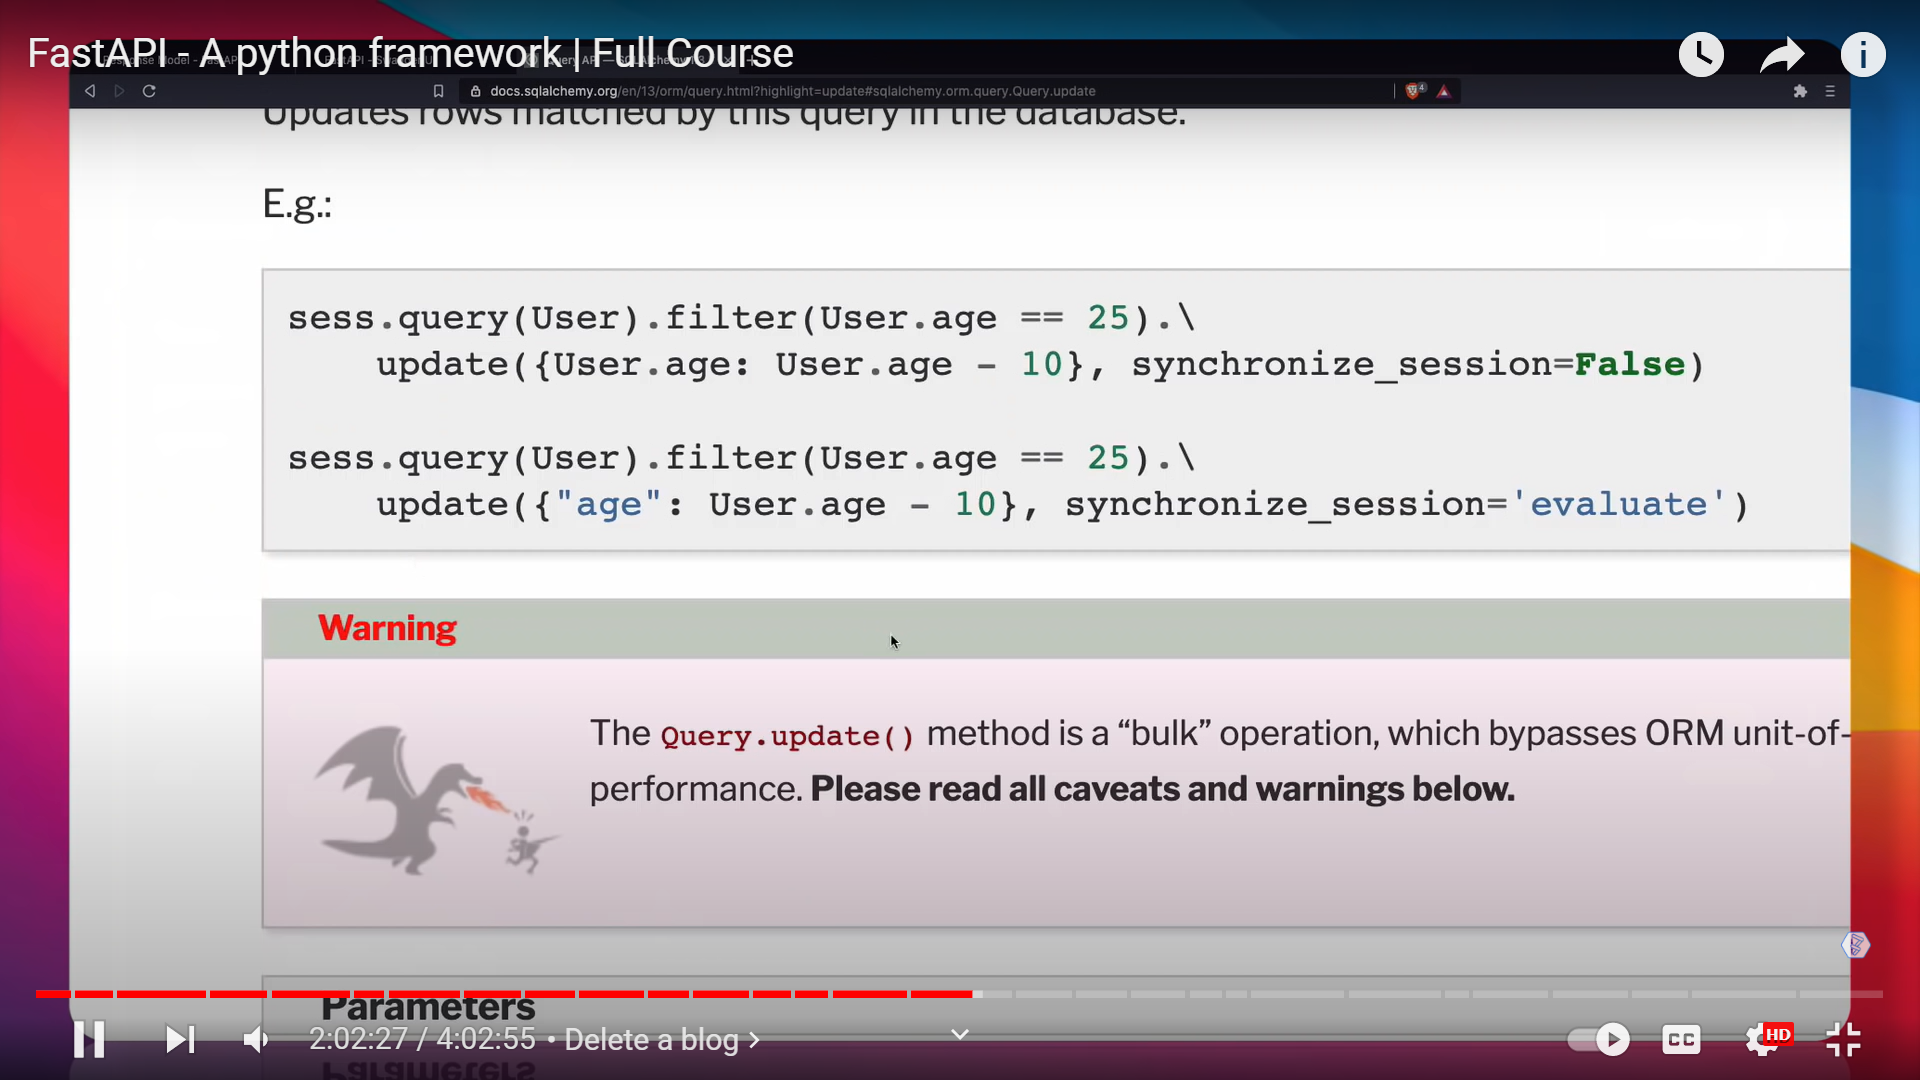 FastAPI - A python framework | Full Course
docs.sqlalchemy.org/en/13/orm/query.html?highlight=update#sqlalchemy.orm.query.Query.update
Updates rows matched by this query in the database.
E.g.:
sess.query(User).filter(User.age == 25).\
    update({User.age: User.age - 10}, synchronize_session=False)
sess.query(User).filter(User.age == 25).\
    update({"age": User.age - 10}, synchronize_session='evaluate')
Warning
The Query.update() method is a “bulk” operation, which bypasses ORM unit-of-
performance. Please read all caveats and warnings below.
Parameters
2:02:27 / 4:02:55 • Delete a blog ›
CC
HD